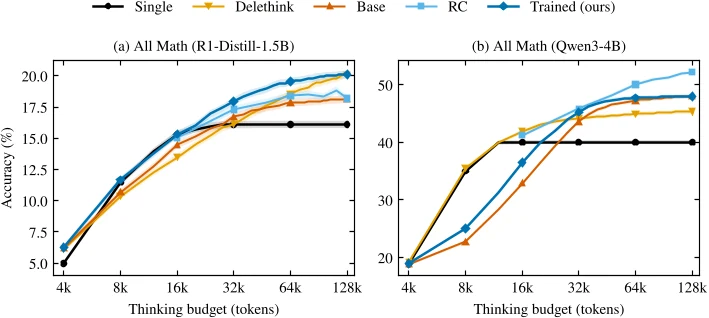 Single Delethink Base RC Trained (ours)
(a) All Math (R1-Distill-1.5B)
(b) All Math (Qwen3-4B)
Accuracy (%)
20.0
17.5
15.0
12.5
10.0
7.5
5.0
4k 8k 16k 32k 64k 128k
Thinking budget (tokens)
50
40
30
20
4k 8k 16k 32k 64k 128k
Thinking budget (tokens)